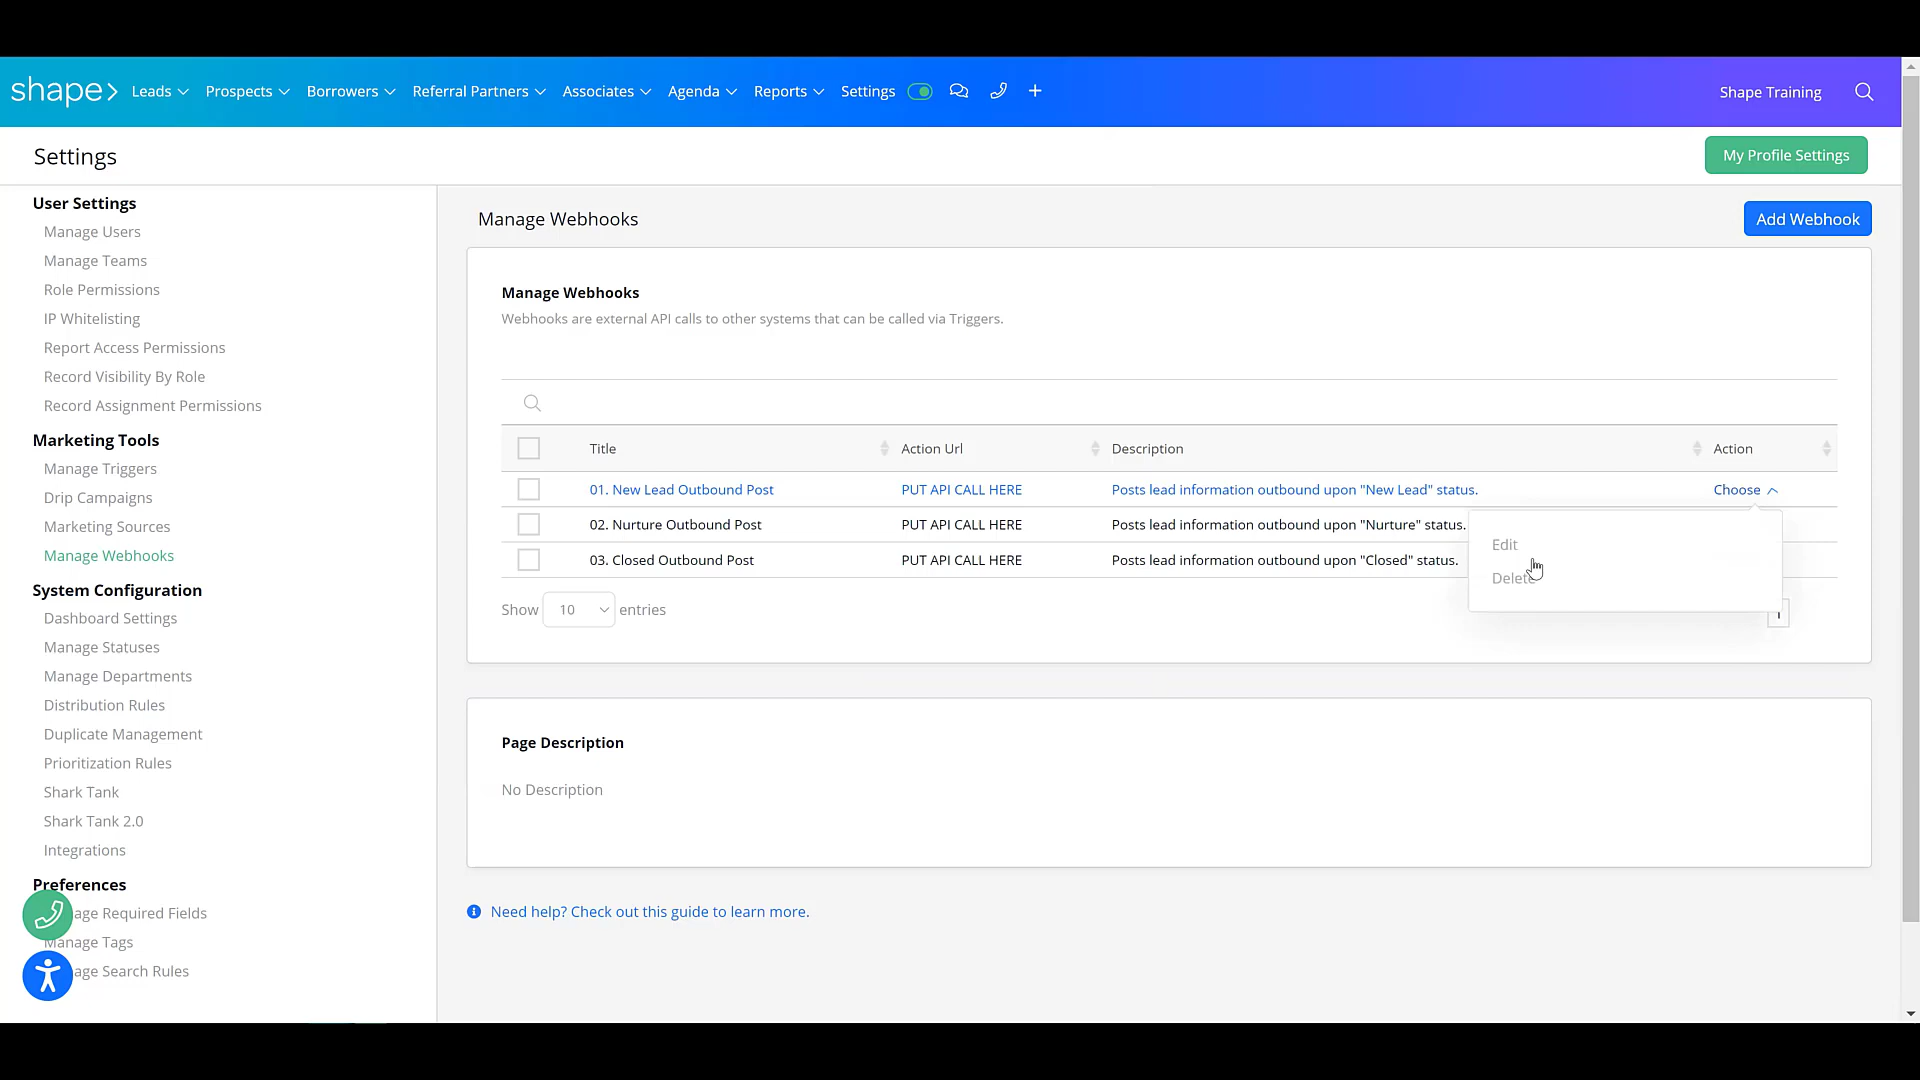 shape
Leads Prospects Borrowers Referral Partners Associates Agenda Reports Settings Shape Training
Settings
My Profile Settings
User Settings
Manage Users
Manage Teams
Role Permissions
IP Whitelisting
Report Access Permissions
Record Visibility By Role
Record Assignment Permissions
Marketing Tools
Manage Triggers
Drip Campaigns
Marketing Sources
Manage Webhooks
System Configuration
Dashboard Settings
Manage Statuses
Manage Departments
Distribution Rules
Duplicate Management
Prioritization Rules
Shark Tank
Shark Tank 2.0
Integrations
Preferences
age Required Fields
Manage Tags
age Search Rules
Manage Webhooks
Add Webhook
Manage Webhooks
Webhooks are external API calls to other systems that can be called via Triggers.
Title Action Url Description Action
01. New Lead Outbound Post PUT API CALL HERE Posts lead information outbound upon "New Lead" status. Choose
02. Nurture Outbound Post PUT API CALL HERE Posts lead information outbound upon "Nurture" status.
03. Closed Outbound Post PUT API CALL HERE Posts lead information outbound upon "Closed" status.
Edit
Delete
Show 10 entries
1
Page Description
No Description
Need help? Check out this guide to learn more.